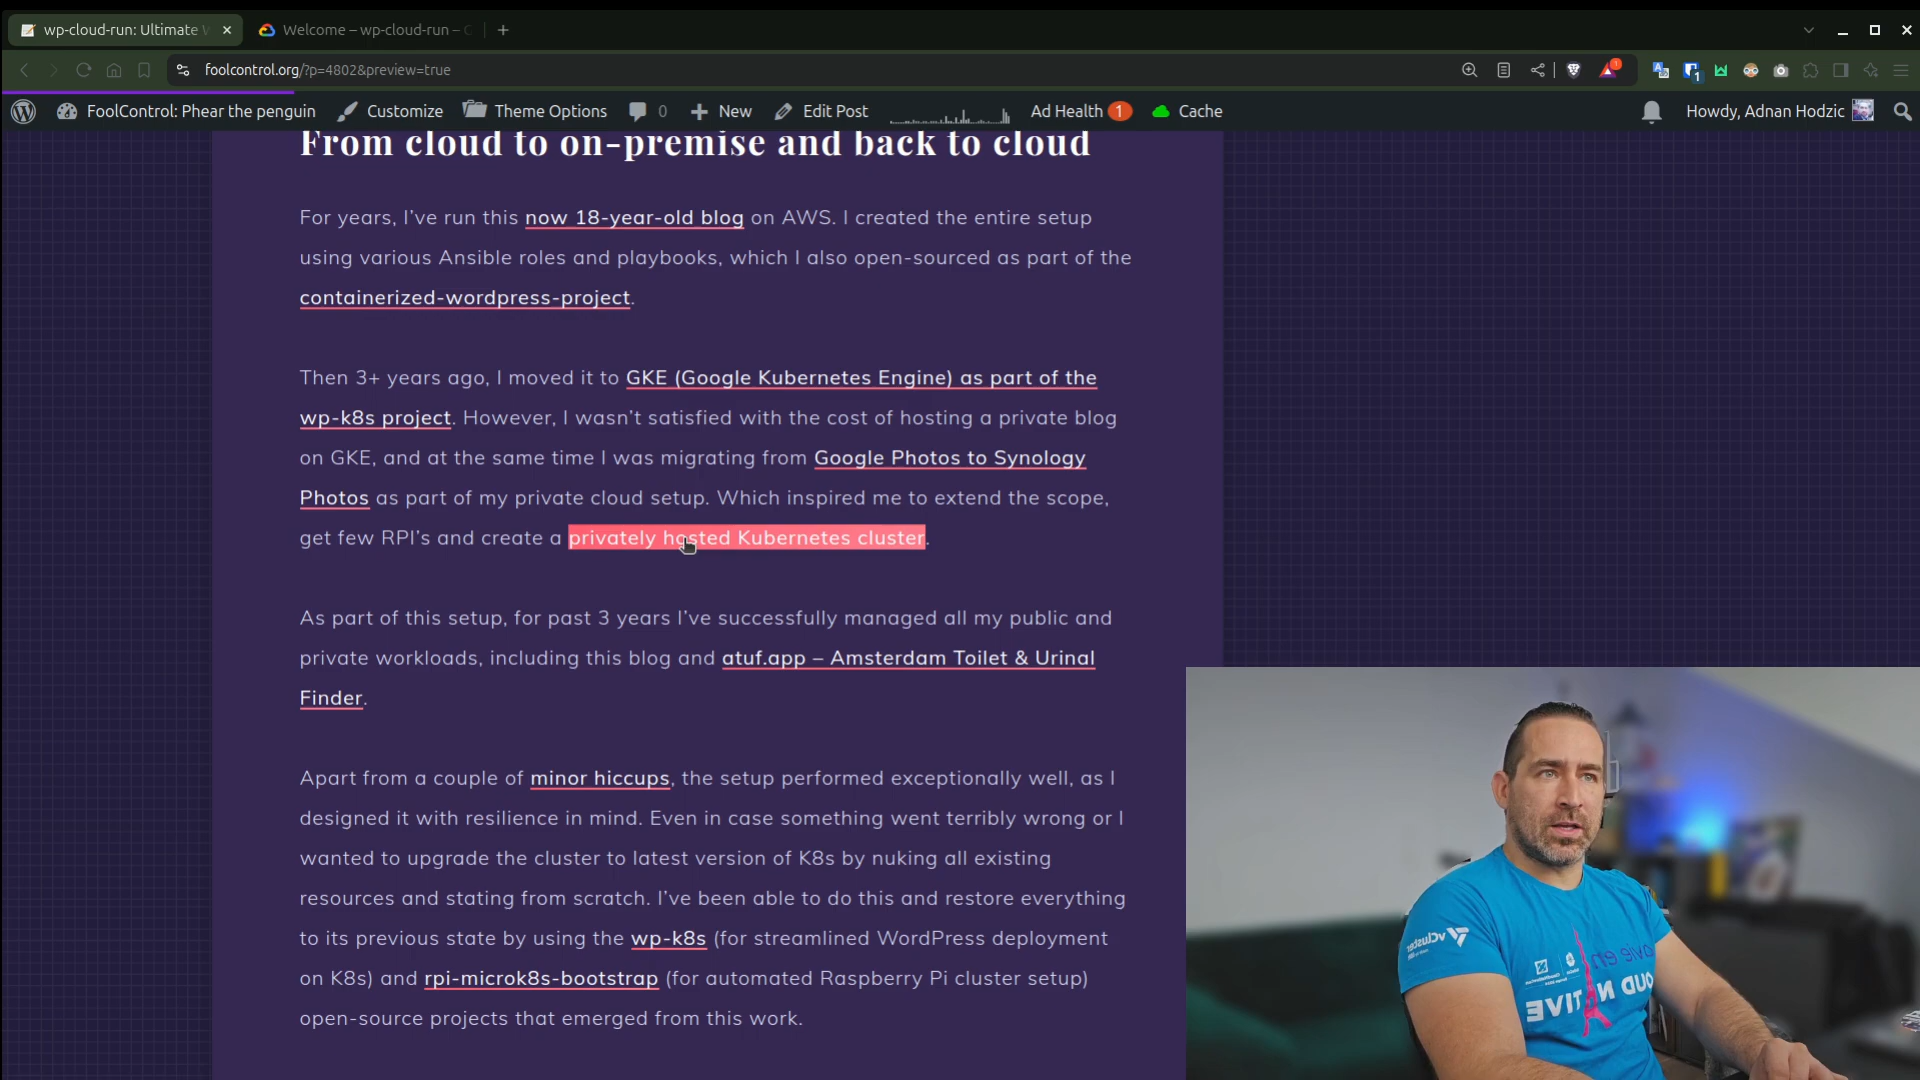 wp-cloud-run: Ultimate
Welcome – wp-cloud-run –
foolcontrol.org/?p=4802&preview=true
1
1
FoolControl: Phear the penguin
Customize
Theme Options
0
New
Edit Post
Ad Health 1
Cache
Howdy, Adnan Hodzic
From cloud to on-premise and back to cloud
For years, I've run this now 18-year-old blog on AWS. I created the entire setup
using various Ansible roles and playbooks, which I also open-sourced as part of the
containerized-wordpress-project.
Then 3+ years ago, I moved it to GKE (Google Kubernetes Engine) as part of the
wp-k8s project. However, I wasn't satisfied with the cost of hosting a private blog
on GKE, and at the same time I was migrating from Google Photos to Synology
Photos as part of my private cloud setup. Which inspired me to extend the scope,
get few RPI's and create a privately hosted Kubernetes cluster.
As part of this setup, for past 3 years I've successfully managed all my public and
private workloads, including this blog and atuf.app – Amsterdam Toilet & Urinal
Finder.
Apart from a couple of minor hiccups, the setup performed exceptionally well, as I
designed it with resilience in mind. Even in case something went terribly wrong or I
wanted to upgrade the cluster to latest version of K8s by nuking all existing
resources and stating from scratch. I've been able to do this and restore everything
to its previous state by using the wp-k8s (for streamlined WordPress deployment
on K8s) and rpi-microk8s-bootstrap (for automated Raspberry Pi cluster setup)
open-source projects that emerged from this work.
vcluster